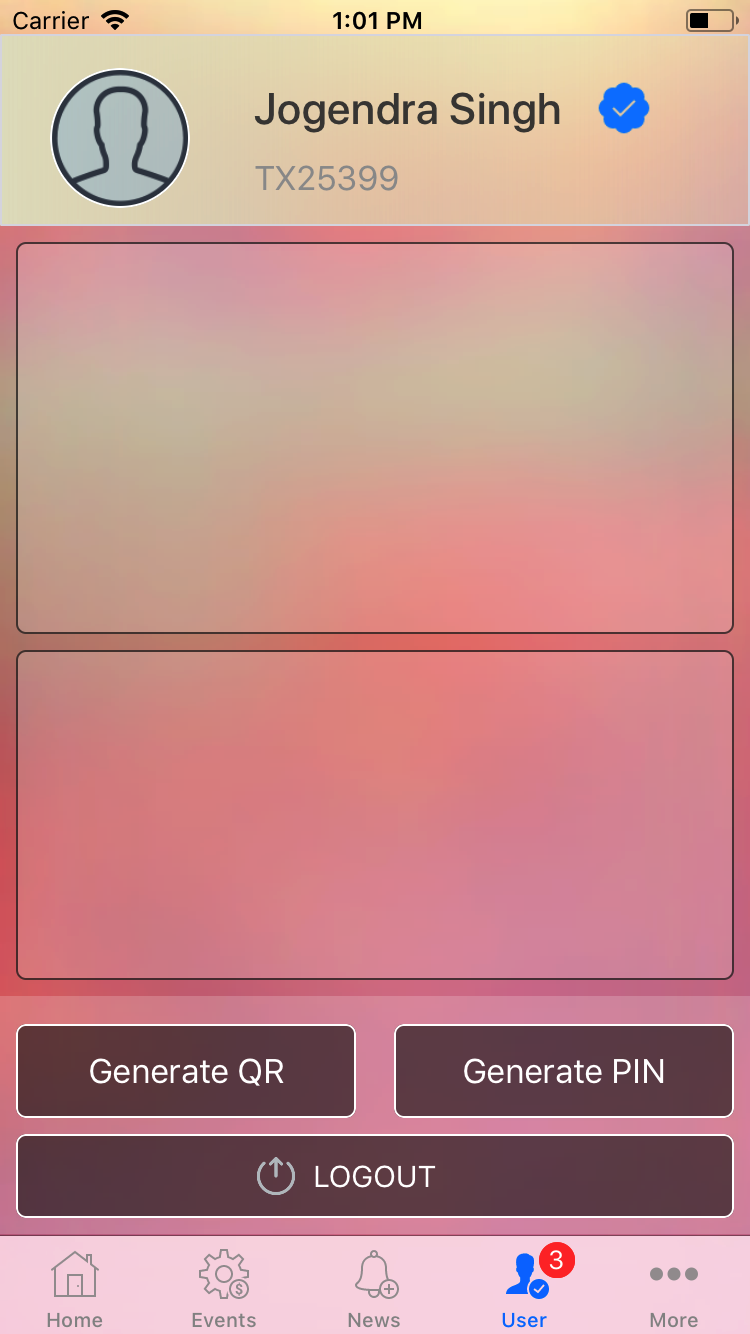 Carrier 1:01 PM
Jogendra Singh
TX25399
Generate QR Generate PIN
LOGOUT
3
Home Events News User More